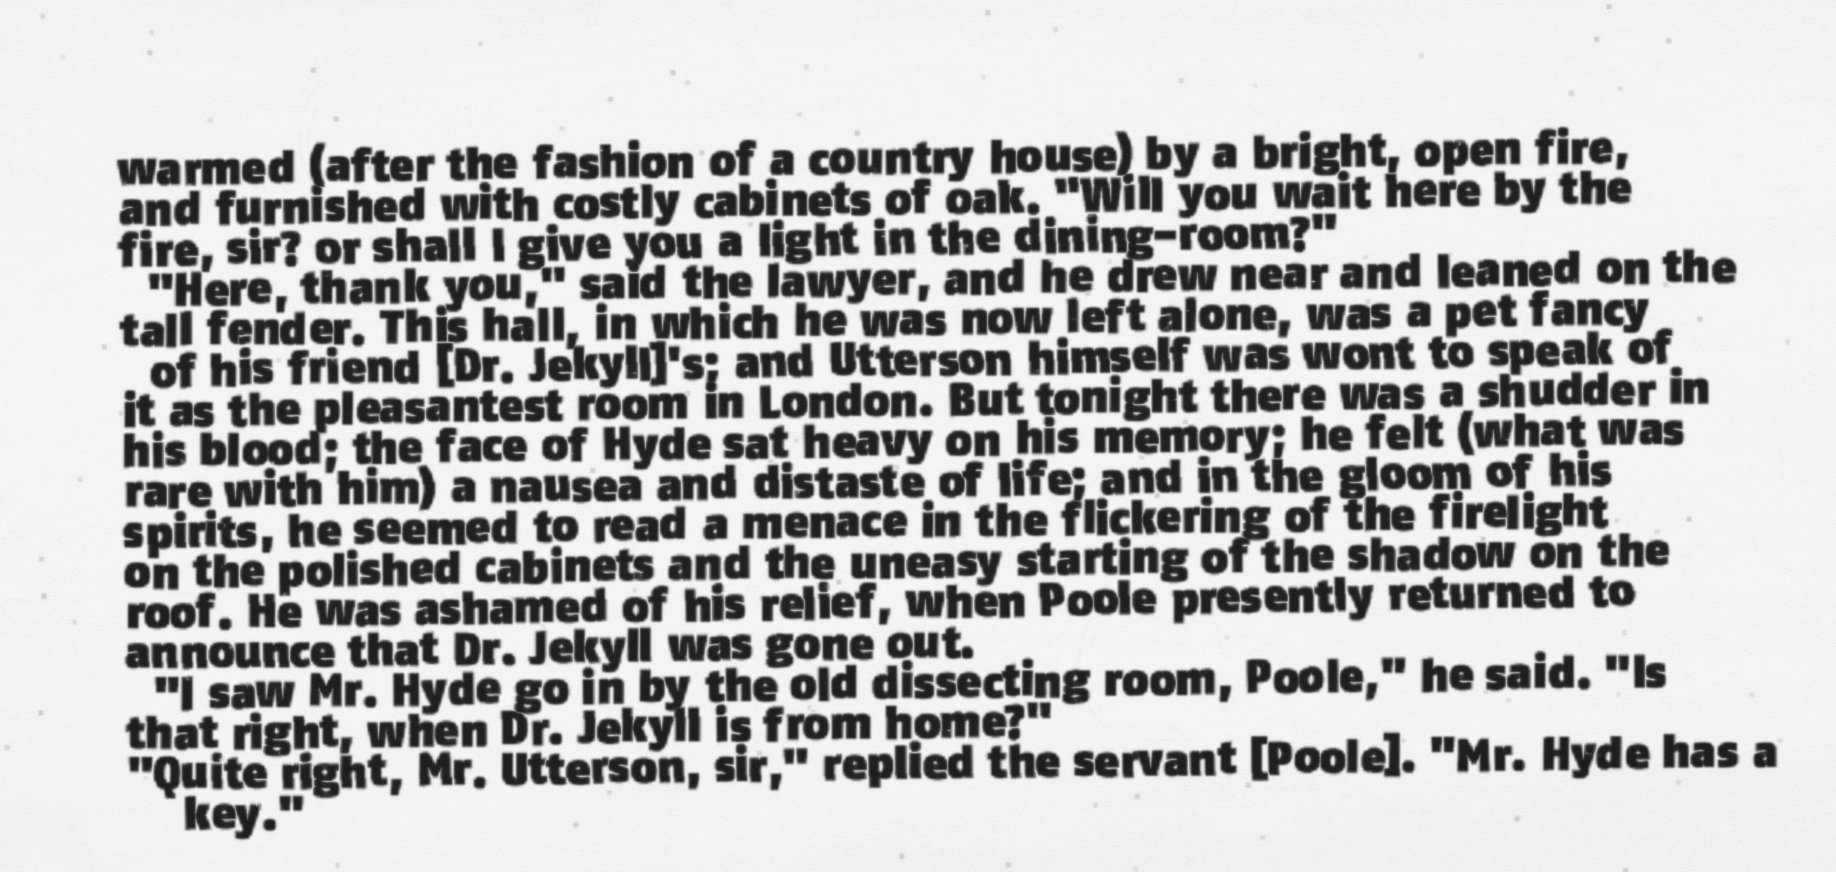 warmed (after the fashion of a country house) by a bright, open fire,
and furnished with costly cabinets of oak. "Will you wait here by the
fire, sir? or shall I give you a light in the dining-room?"
"Here, thank you," said the lawyer, and he drew near and leaned on the
tall fender. This hall, in which he was now left alone, was a pet fancy
of his friend [Dr. Jekyll]'s; and Utterson himself was wont to speak of
it as the pleasantest room in London. But tonight there was a shudder in
his blood; the face of Hyde sat heavy on his memory; he felt (what was
rare with him) a nausea and distaste of life; and in the gloom of his
spirits, he seemed to read a menace in the flickering of the firelight
on the polished cabinets and the uneasy starting of the shadow on the
roof. He was ashamed of his relief, when Poole presently returned to
announce that Dr. Jekyll was gone out.
"I saw Mr. Hyde go in by the old dissecting room, Poole," he said. "Is
that right, when Dr. Jekyll is from home?"
"Quite right, Mr. Utterson, sir," replied the servant [Poole]. "Mr. Hyde has a
key."